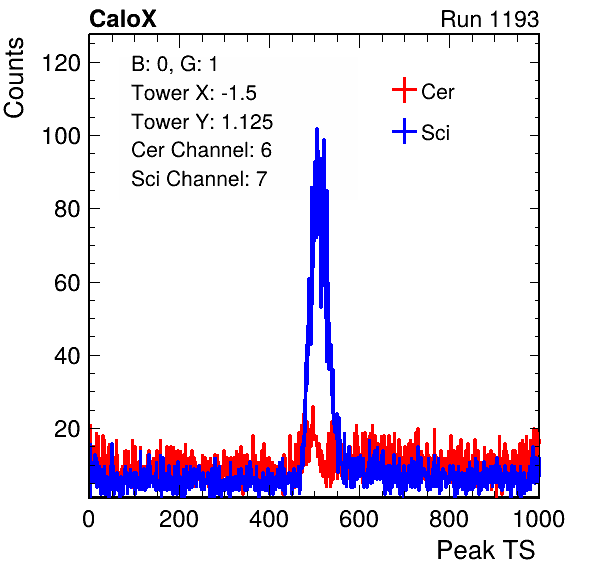 CaloX
Run 1193
Counts
120
100
80
60
40
20
B: 0, G: 1
Tower X: -1.5
Tower Y: 1.125
Cer Channel: 6
Sci Channel: 7
Cer
Sci
0 200 400 600 800 1000
Peak TS